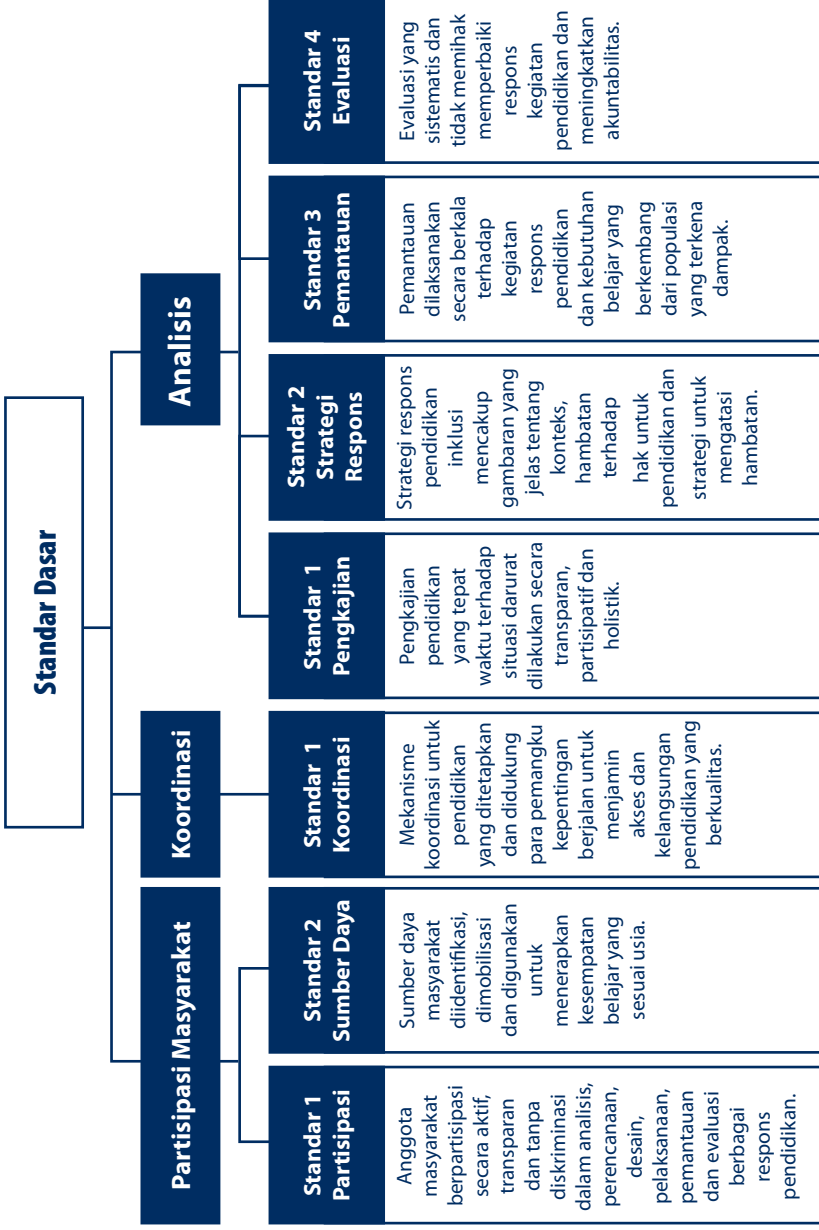 Standar Dasar
Partisipasi Masyarakat
Koordinasi
Analisis
Standar 1
Partisipasi
Anggota
masyarakat
berpartisipasi
secara aktif,
transparan
dan tanpa
diskriminasi
dalam analisis,
perencanaan,
desain,
pelaksanaan,
pemantauan
dan evaluasi
berbagai
respons
pendidikan.
Standar 2
Sumber Daya
Sumber daya
masyarakat
diidentifikasi,
dimobilisasi
dan digunakan
untuk
menerapkan
kesempatan
belajar yang
sesuai usia.
Standar 1
Koordinasi
Mekanisme
koordinasi untuk
pendidikan
yang ditetapkan
dan didukung
para pemangku
kepentingan
berjalan untuk
menjamin
akses dan
kelangsungan
pendidikan yang
berkualitas.
Standar 1
Pengkajian
Pengkajian
pendidikan
yang tepat
waktu terhadap
situasi darurat
dilakukan secara
transparan,
partisipatif dan
holistik.
Standar 2
Strategi
Respons
Strategi respons
pendidikan
inklusi
mencakup
gambaran yang
jelas tentang
konteks,
hambatan
terhadap
hak untuk
pendidikan dan
strategi untuk
mengatasi
hambatan.
Standar 3
Pemantauan
Pemantauan
dilaksanakan
secara berkala
terhadap
kegiatan
respons
pendidikan
dan kebutuhan
belajar yang
berkembang
dari populasi
yang terkena
dampak.
Standar 4
Evaluasi
Evaluasi yang
sistematis dan
tidak memihak
memperbaiki
respons
kegiatan
pendidikan dan
meningkatkan
akuntabilitas.